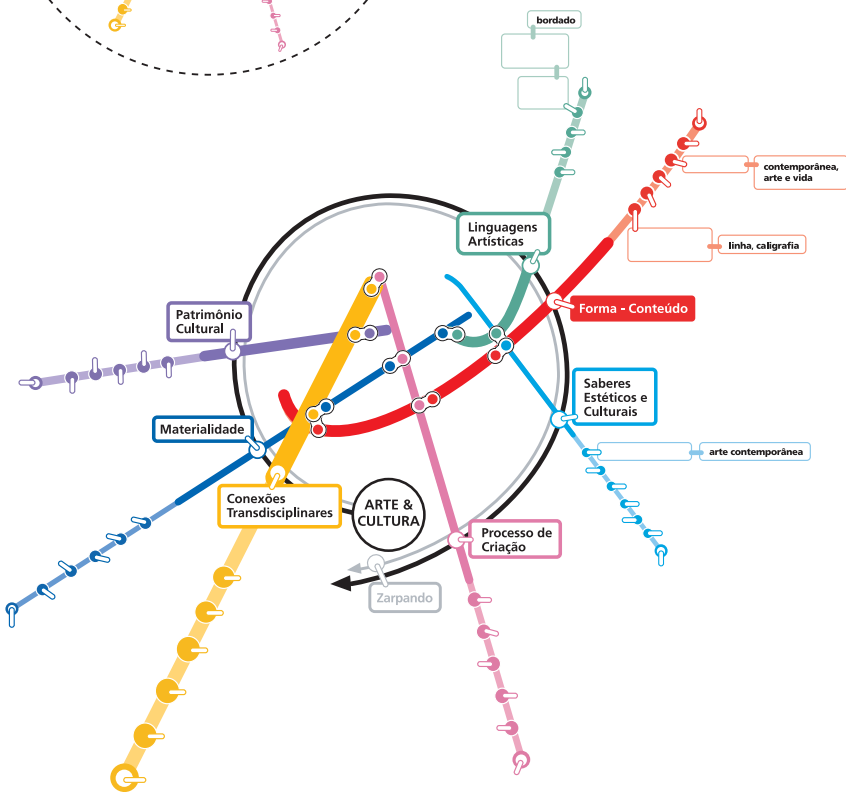 bordado
contemporânea,
arte e vida
linha, caligrafia
Linguagens
Artísticas
Forma - Conteúdo
Patrimônio
Cultural
Saberes
Estéticos e
Culturais
Materialidade
arte contemporânea
Conexões
Transdisciplinares
ARTE &
CULTURA
Processo de
Criação
Zarpando